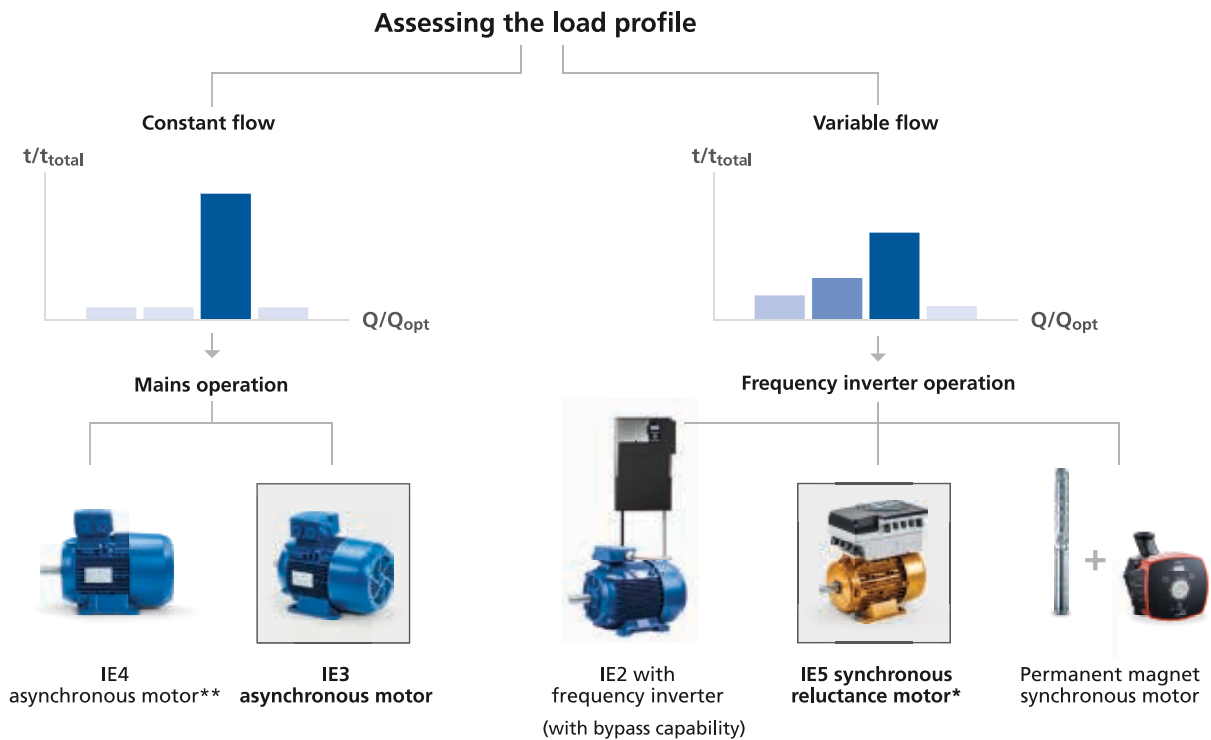 Assessing the load profile
Constant flow
Variable flow
t/ttotal
t/ttotal
Q/Qopt
Q/Qopt
Mains operation
Frequency inverter operation
IE4
asynchronous motor**
IE3
asynchronous motor
IE2 with
frequency inverter
(with bypass capability)
IE5 synchronous
reluctance motor*
Permanent magnet
synchronous motor
+